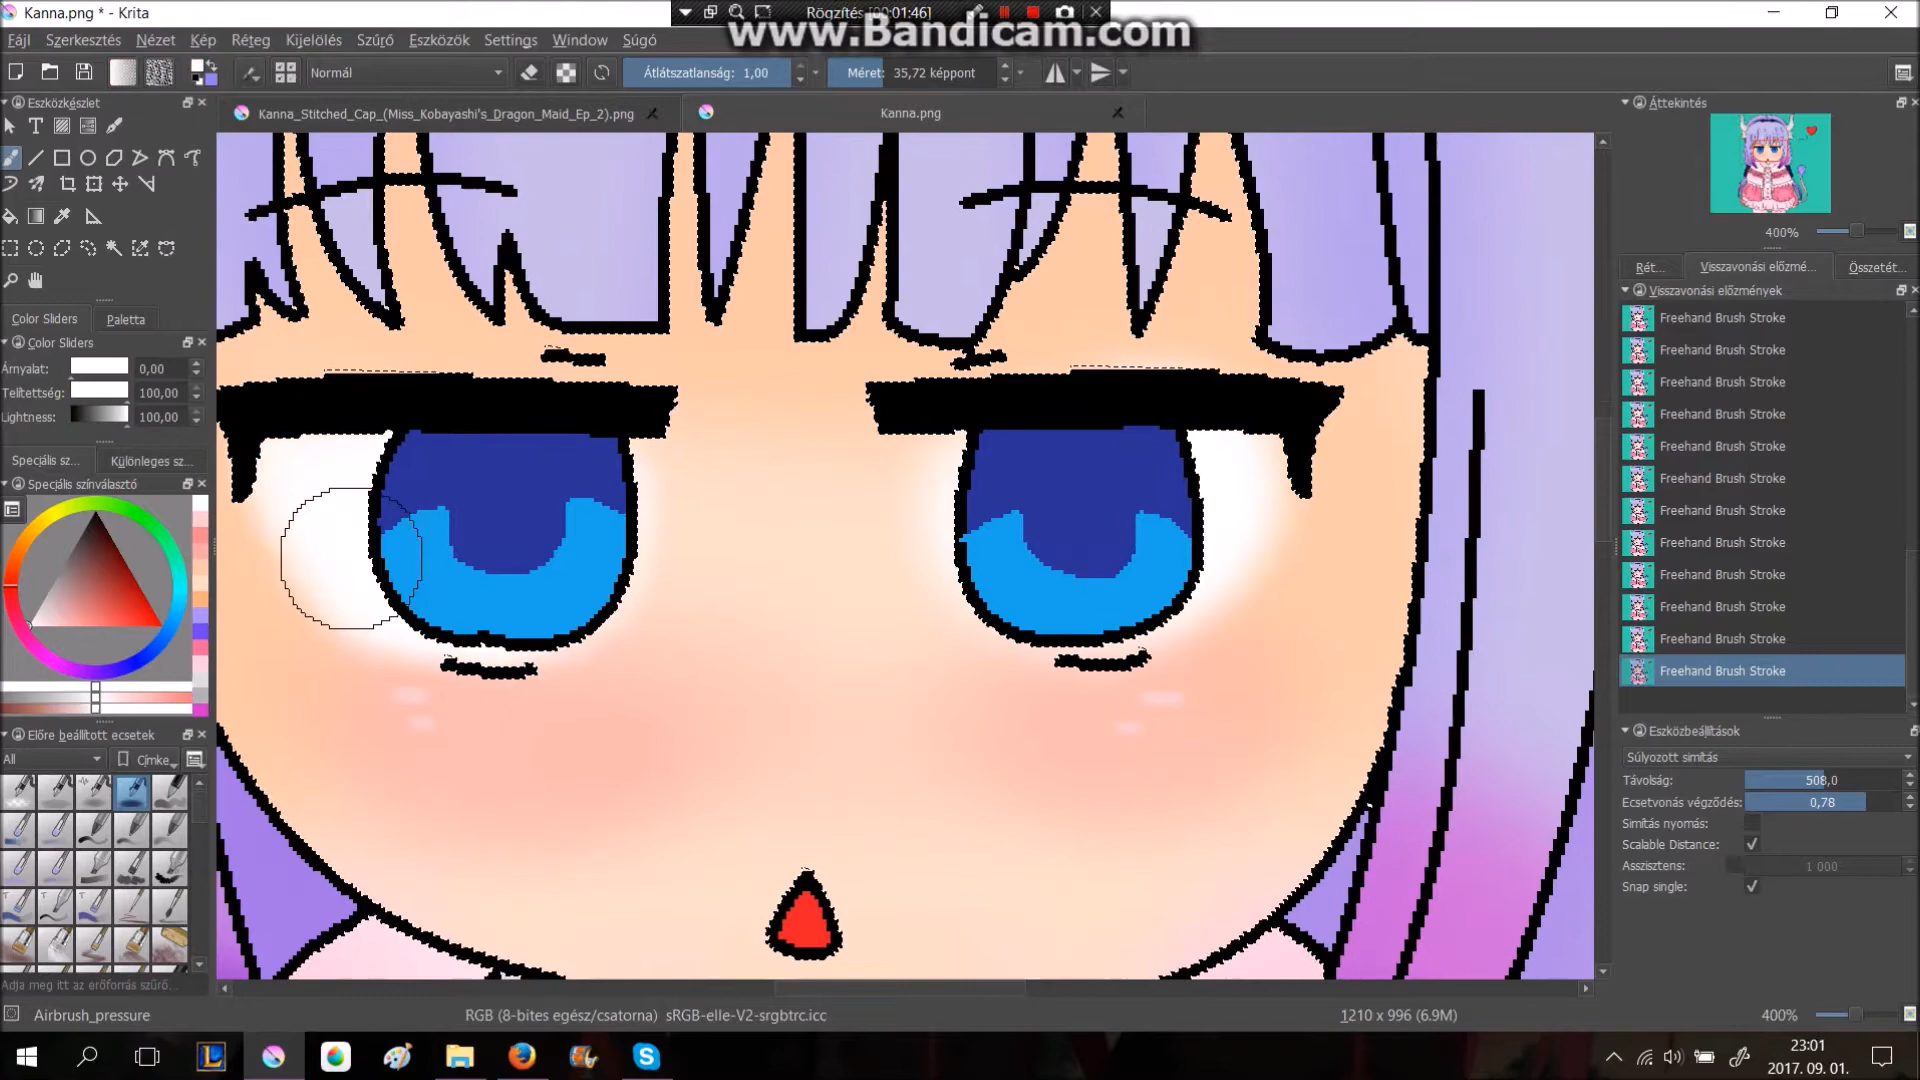 Kanna.png * - Krita
Rögzítés [00:01:46]
www.Bandicam.com
Fájl Szerkesztés Nézet Kép Réteg Kijelölés Szűrő Eszközök Settings Window Súgó
Normál
Átlátszatlanság: 1,00
Méret: 35,72 képpont
Eszközkészlet
Kanna_Stitched_Cap_(Miss_Kobayashi's_Dragon_Maid_Ep_2).png
Kanna.png
Áttekintés
400%
Rét... Visszavonási előzmé... Összetét...
Visszavonási előzmények
Freehand Brush Stroke
Freehand Brush Stroke
Freehand Brush Stroke
Freehand Brush Stroke
Freehand Brush Stroke
Freehand Brush Stroke
Freehand Brush Stroke
Freehand Brush Stroke
Freehand Brush Stroke
Freehand Brush Stroke
Freehand Brush Stroke
Freehand Brush Stroke
Color Sliders Paletta
Color Sliders
Árnyalat: 0,00
Telítettség: 100,00
Lightness: 100,00
Speciális sz... Különleges sz...
Speciális színválasztó
Előre beállított ecsetek
All Címke
Adja meg itt az erőforrás szűrő...
Eszközbeállítások
Súlyozott simítás
Távolság: 508,0
Ecsetvonás végződés: 0,78
Simítás nyomás:
Scalable Distance:
Asszisztens: 1 000
Snap single:
Airbrush_pressure
RGB (8-bites egész/csatorna) sRGB-elle-V2-srgbtrc.icc
1210 x 996 (6.9M)
400%
23:01
2017. 09. 01.